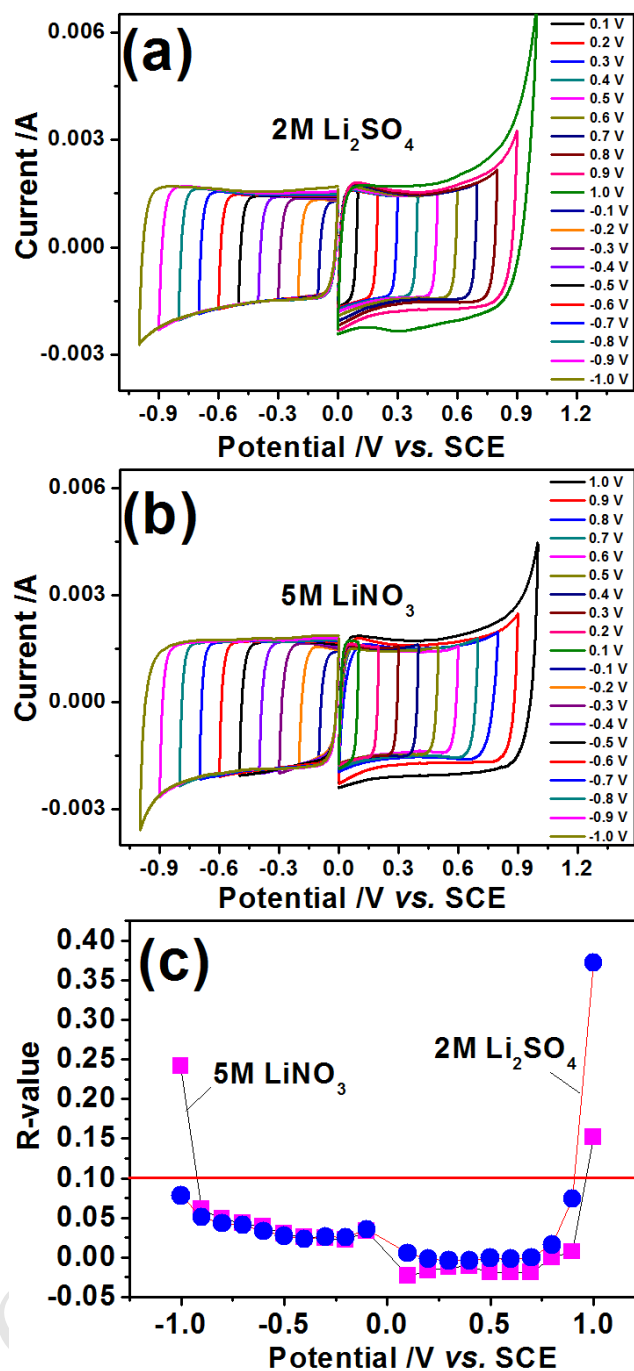 (a)
2M Li₂SO₄
Current /A
0.006
0.003
0.000
-0.003
-0.9 -0.6 -0.3 0.0 0.3 0.6 0.9 1.2
Potential /V vs. SCE
0.1 V
0.2 V
0.3 V
0.4 V
0.5 V
0.6 V
0.7 V
0.8 V
0.9 V
1.0 V
-0.1 V
-0.2 V
-0.3 V
-0.4 V
-0.5 V
-0.6 V
-0.7 V
-0.8 V
-0.9 V
-1.0 V
(b)
5M LiNO₃
Current /A
0.006
0.003
0.000
-0.003
-0.9 -0.6 -0.3 0.0 0.3 0.6 0.9 1.2
Potential /V vs. SCE
1.0 V
0.9 V
0.8 V
0.7 V
0.6 V
0.5 V
0.4 V
0.3 V
0.2 V
0.1 V
-0.1 V
-0.2 V
-0.3 V
-0.4 V
-0.5 V
-0.6 V
-0.7 V
-0.8 V
-0.9 V
-1.0 V
(c)
5M LiNO₃
2M Li₂SO₄
R-value
0.40
0.35
0.30
0.25
0.20
0.15
0.10
0.05
0.00
-0.05
-1.0 -0.5 0.0 0.5 1.0
Potential /V vs. SCE